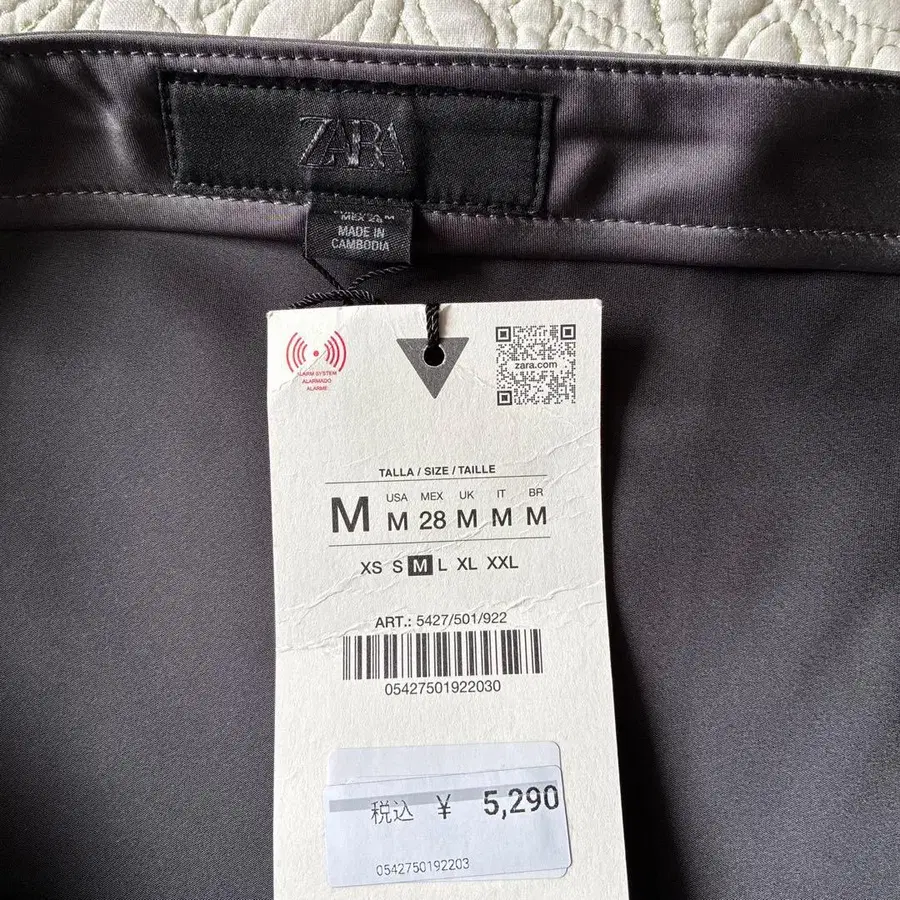 ZARA
MEX 28 M
MADE IN
CAMBODIA
ALARM SYSTEM
ALARMADO
ALARME
zara.com
TALLA / SIZE / TAILLE
USA MEX UK IT BR
M M 28 M M M
XS S M L XL XXL
ART.: 5427/501/922
05427501922030
税込 ¥ 5,290
0542750192203